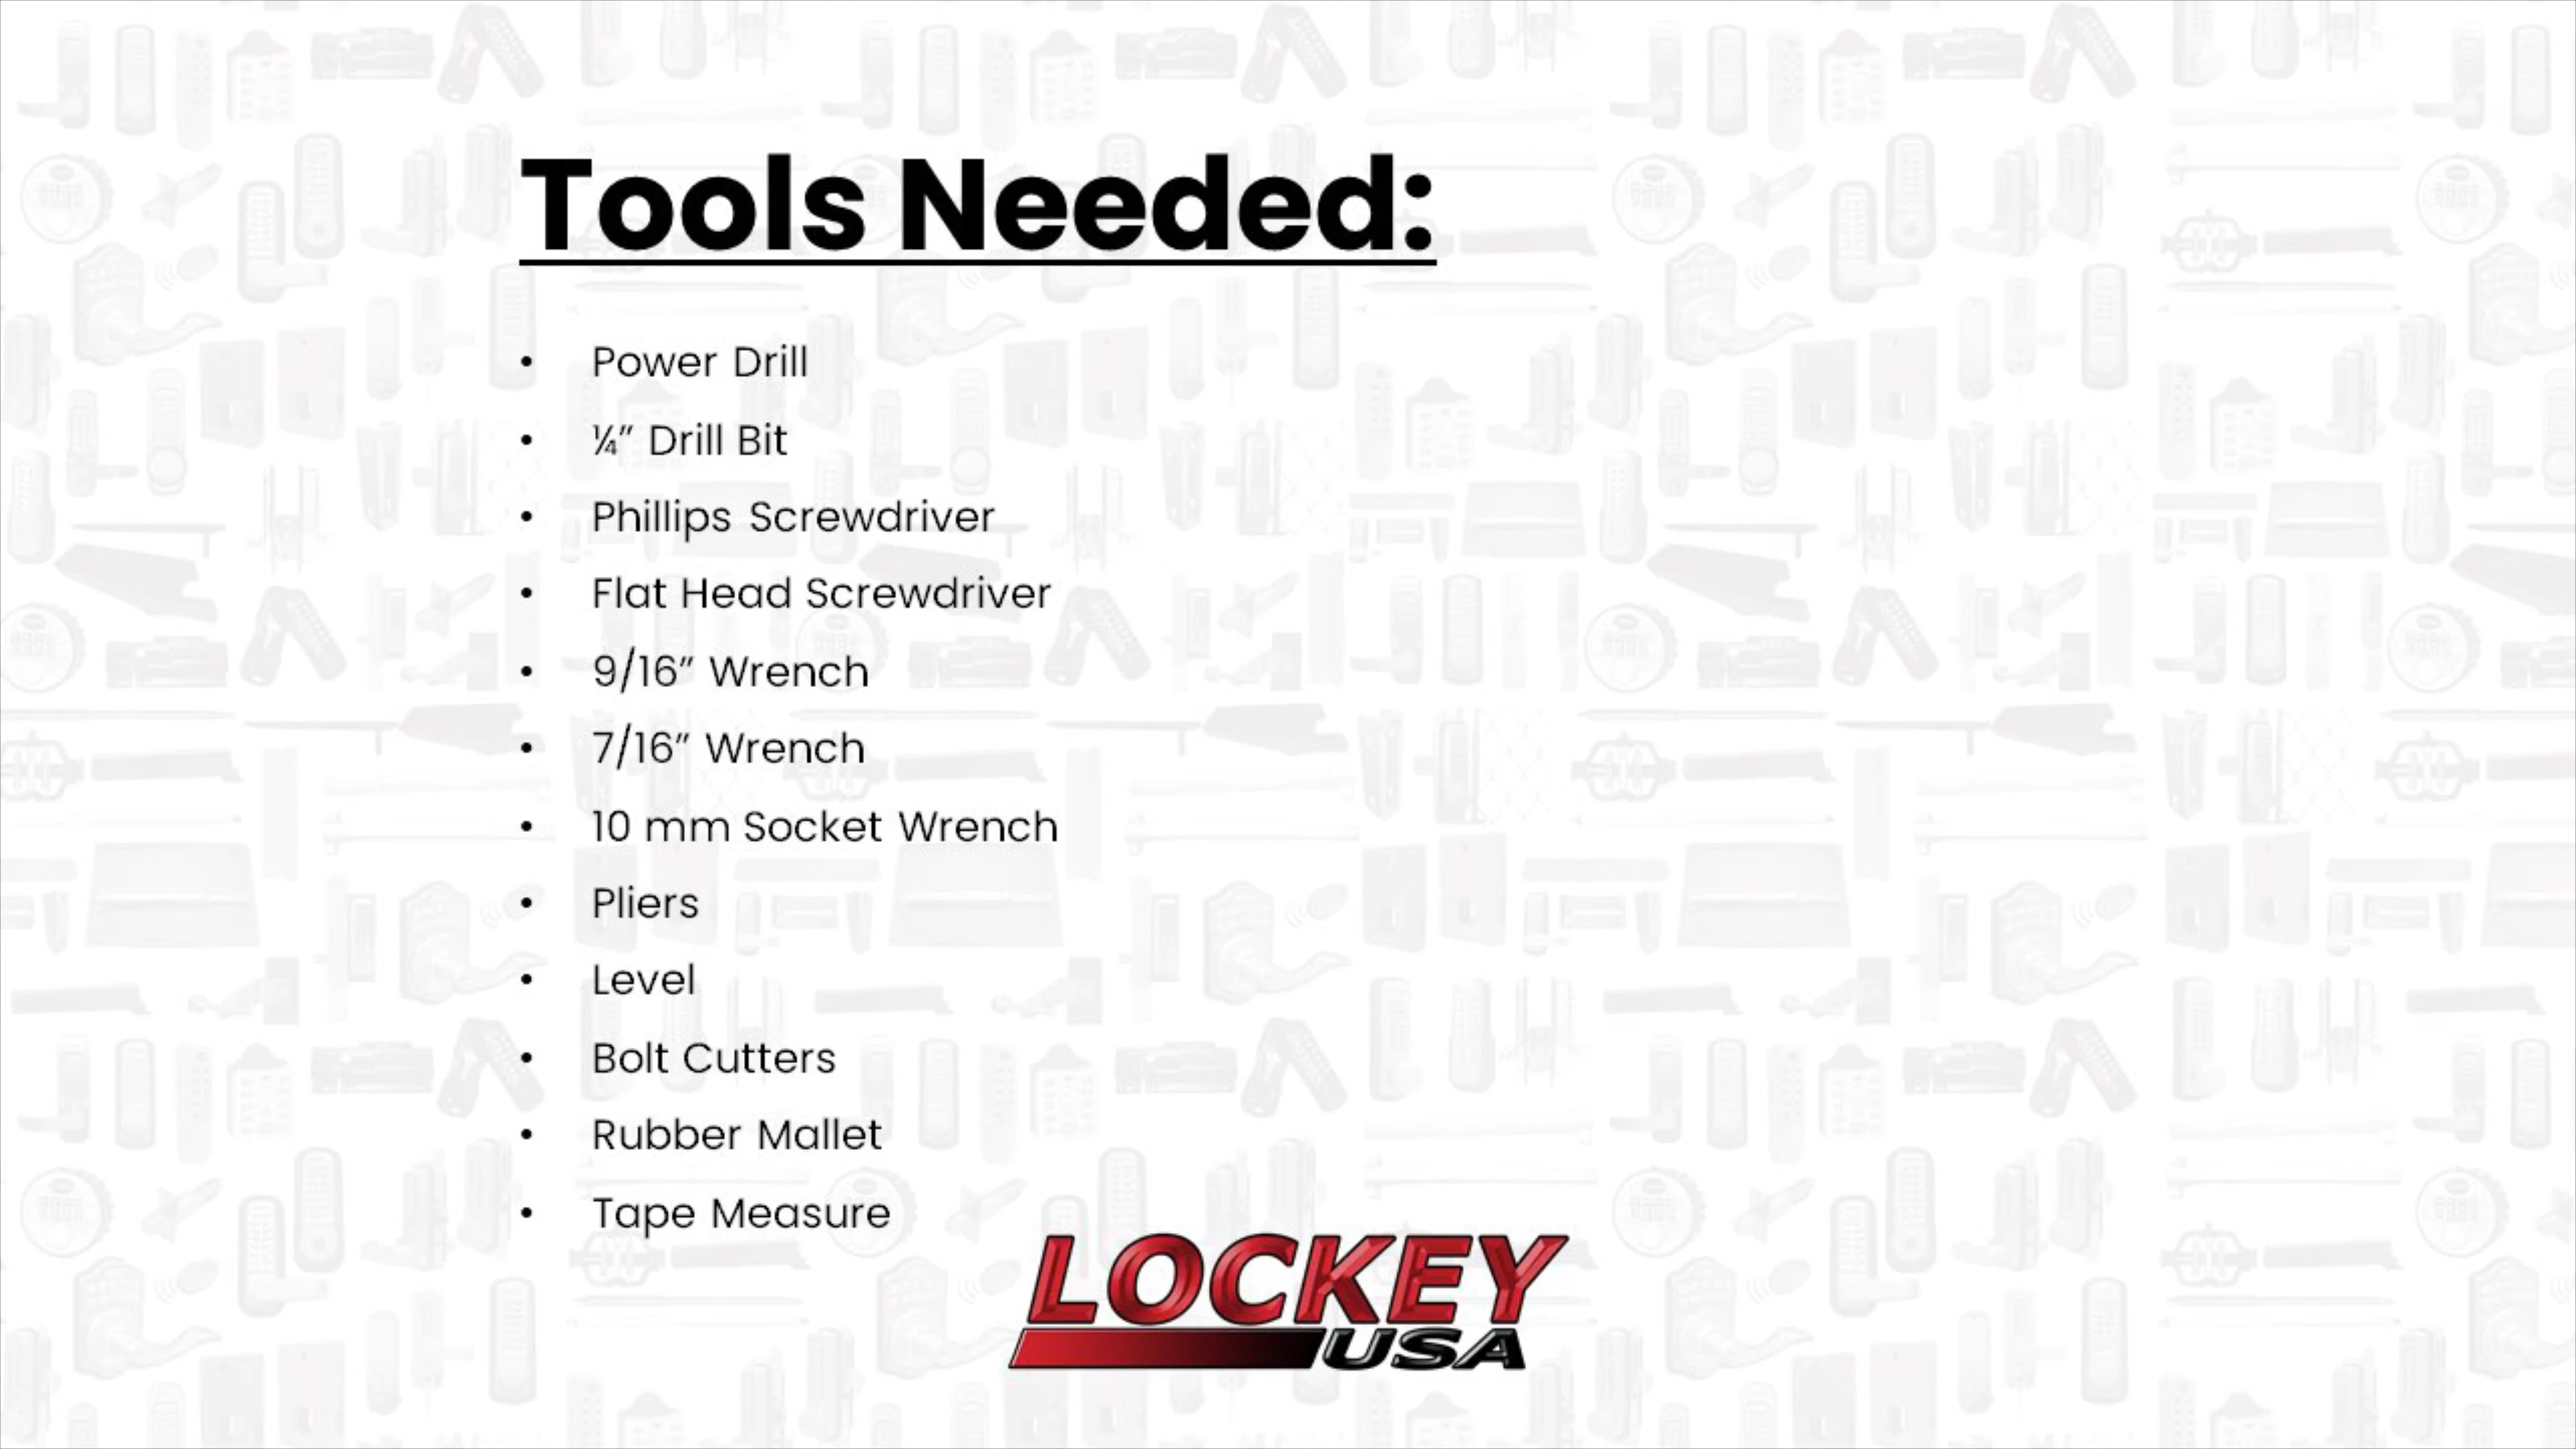 Tools Needed:
• Power Drill
• ¼” Drill Bit
• Phillips Screwdriver
• Flat Head Screwdriver
• 9/16” Wrench
• 7/16” Wrench
• 10 mm Socket Wrench
• Pliers
• Level
• Bolt Cutters
• Rubber Mallet
• Tape Measure
LOCKEY
USA